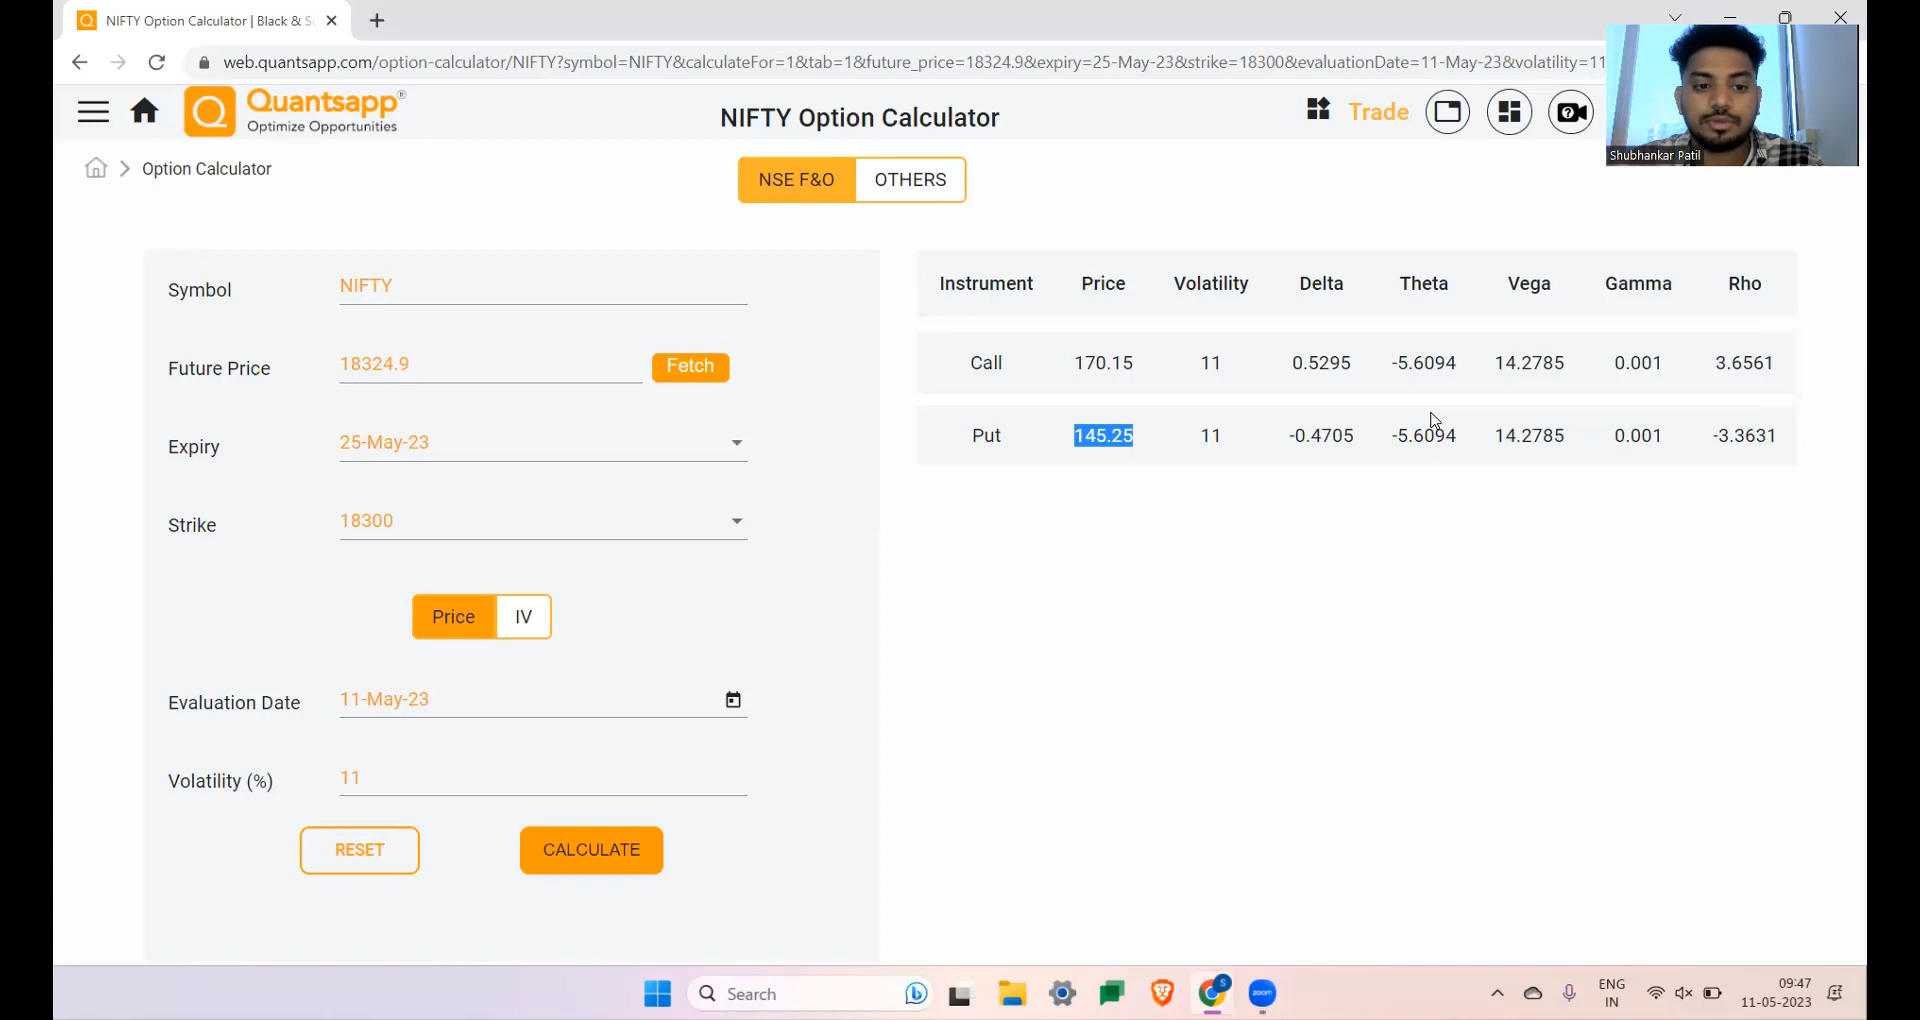 NIFTY Option Calculator | Black & S
web.quantsapp.com/option-calculator/NIFTY?symbol=NIFTY&calculateFor=1&tab=1&future_price=18324.9&expiry=25-May-23&strike=18300&evaluationDate=11-May-23&volatility=11
Quantsapp®
Optimize Opportunities
NIFTY Option Calculator
Trade
Shubhankar Patil
Option Calculator
NSE F&O OTHERS
Symbol NIFTY
Future Price 18324.9 Fetch
Expiry 25-May-23
Strike 18300
Price IV
Evaluation Date 11-May-23
Volatility (%) 11
RESET CALCULATE
Instrument Price Volatility Delta Theta Vega Gamma Rho
Call 170.15 11 0.5295 -5.6094 14.2785 0.001 3.6561
Put 145.25 11 -0.4705 -5.6094 14.2785 0.001 -3.3631
Search
S
zoom
ENG
IN
09:47
11-05-2023